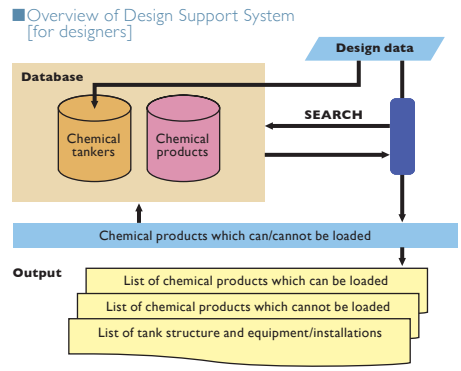 ■Overview of Design Support System
[for designers]
Design data
Database
Chemical
tankers
Chemical
products
SEARCH
Chemical products which can/cannot be loaded
Output
List of chemical products which can be loaded
List of chemical products which cannot be loaded
List of tank structure and equipment/installations